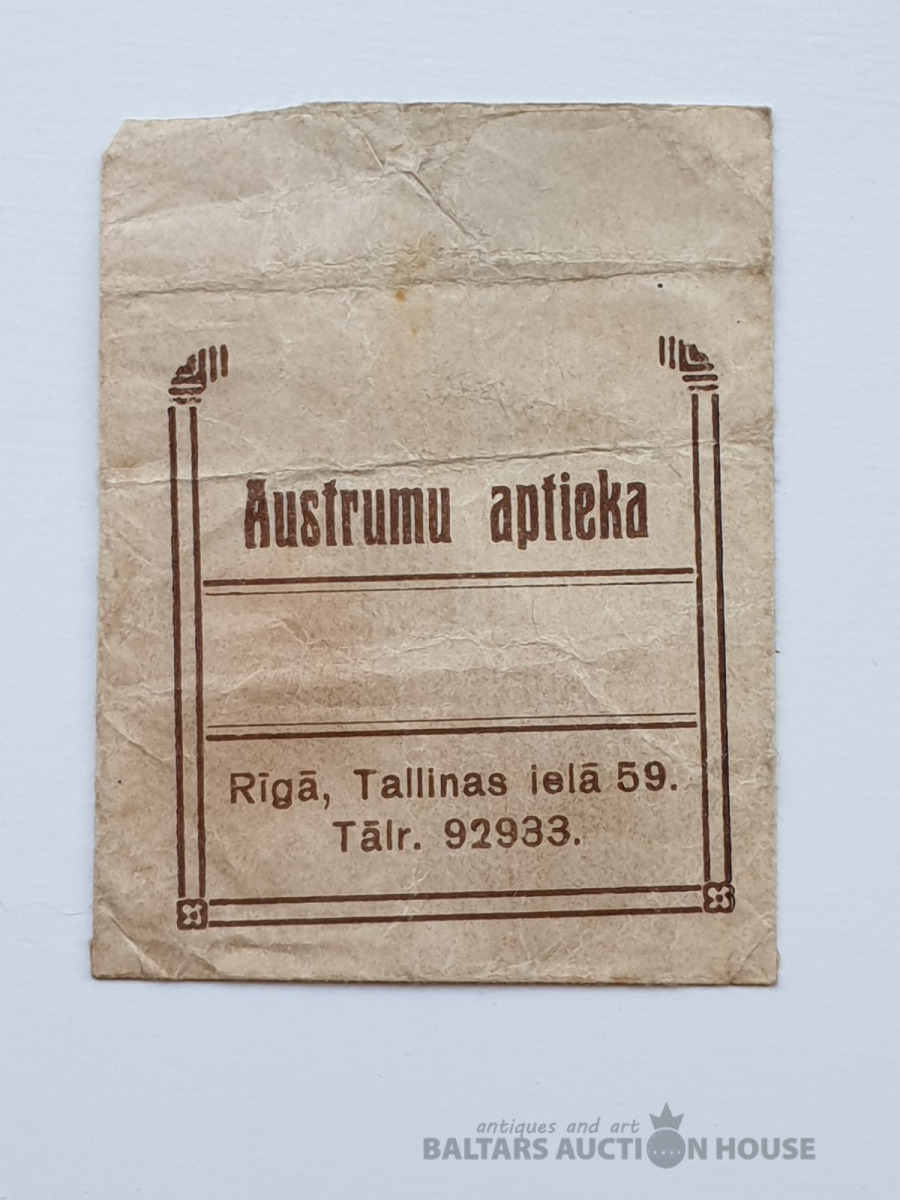 Austrumu aptieka
Rīgā, Tallinas ielā 59.
Tālr. 92933.
antiques and art
BALTARS AUCTION HOUSE